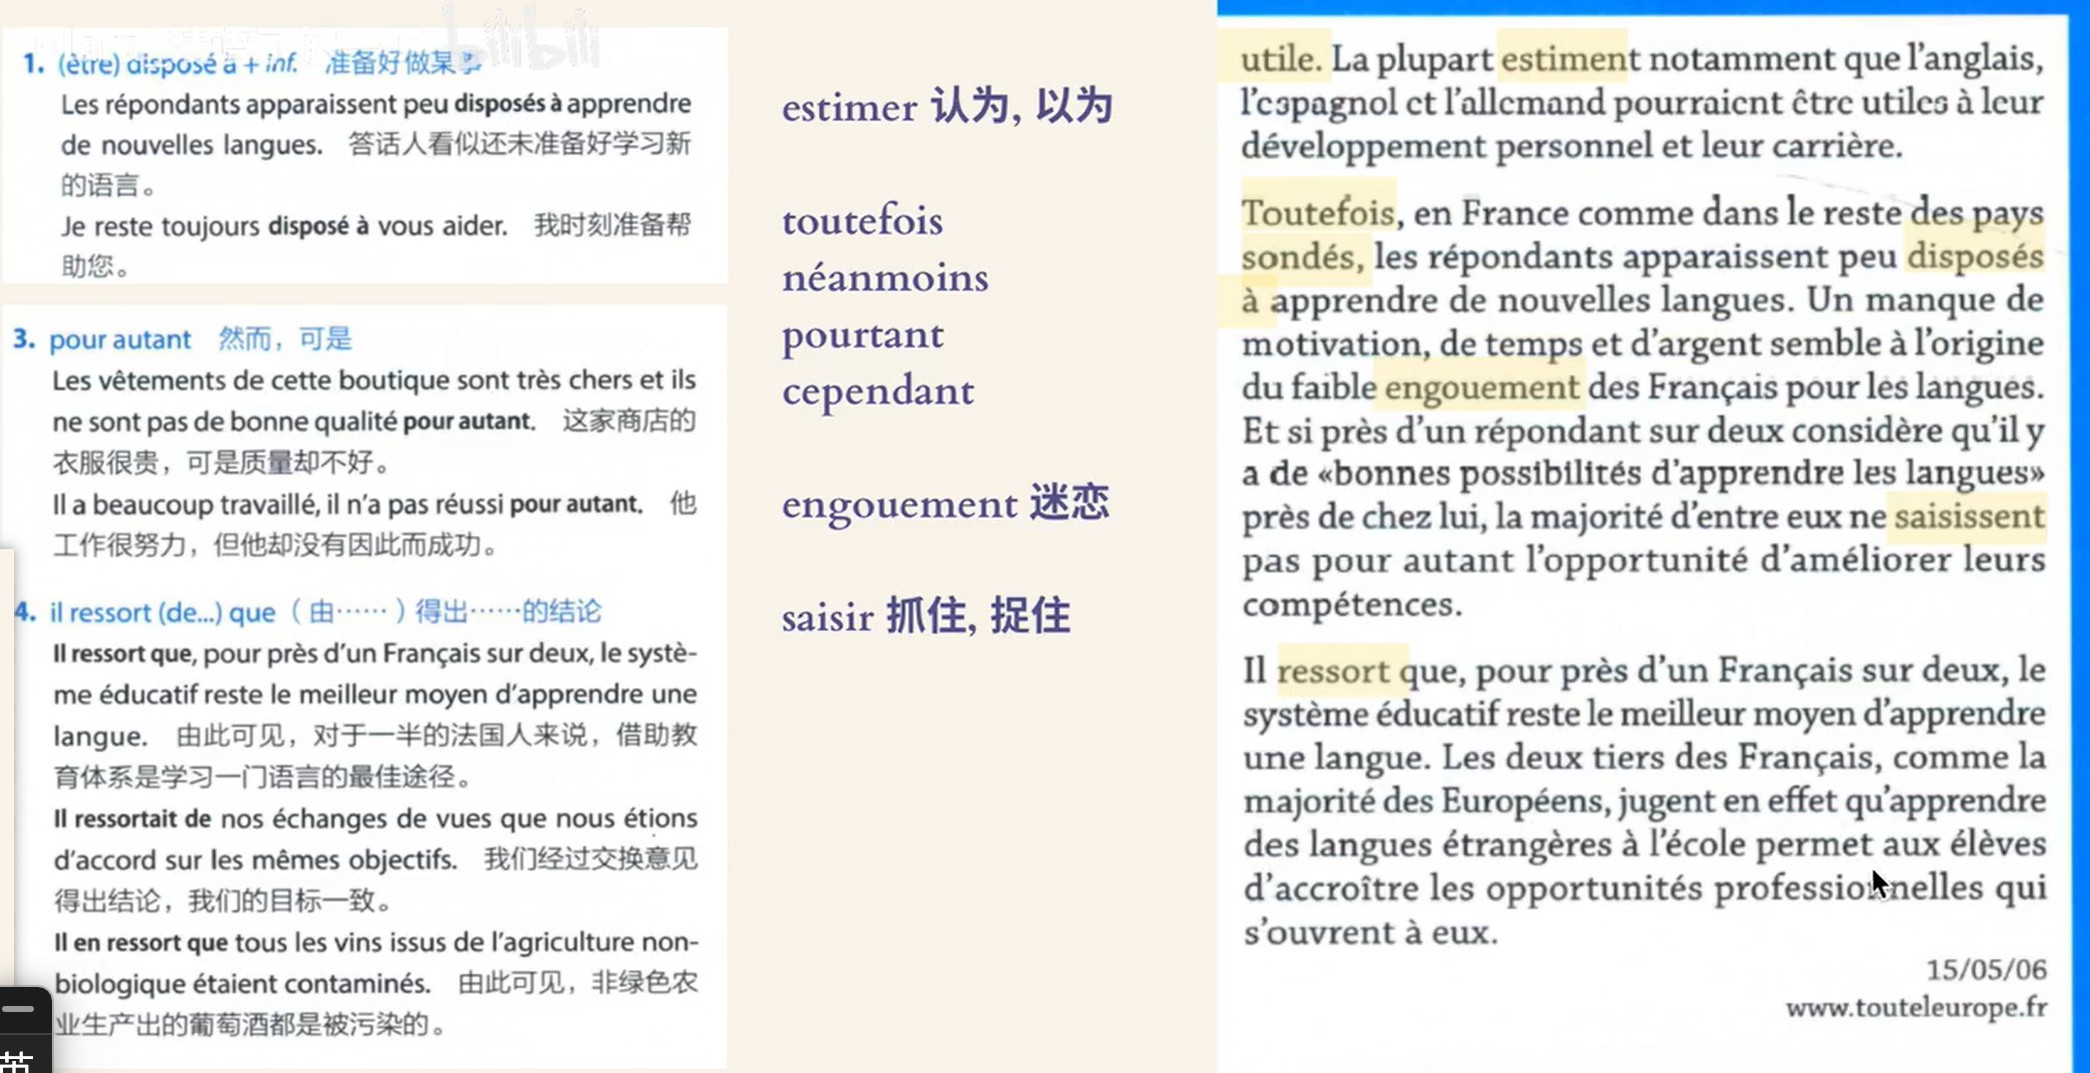 bilibili
1. (être) disposé à + inf. 准备好做某事
Les répondants apparaissent peu disposés à apprendre
de nouvelles langues. 答话人看似还未准备好学习新
的语言。
Je reste toujours disposé à vous aider. 我时刻准备帮
助您。
3. pour autant 然而，可是
Les vêtements de cette boutique sont très chers et ils
ne sont pas de bonne qualité pour autant. 这家商店的
衣服很贵，可是质量却不好。
Il a beaucoup travaillé, il n'a pas réussi pour autant. 他
工作很努力，但他却没有因此而成功。
4. il ressort (de...) que （由……）得出……的结论
Il ressort que, pour près d'un Français sur deux, le systè-
me éducatif reste le meilleur moyen d'apprendre une
langue. 由此可见，对于一半的法国人来说，借助教
育体系是学习一门语言的最佳途径。
Il ressortait de nos échanges de vues que nous étions
d'accord sur les mêmes objectifs. 我们经过交换意见
得出结论，我们的目标一致。
Il en ressort que tous les vins issus de l'agriculture non-
biologique étaient contaminés. 由此可见，非绿色农
业生产出的葡萄酒都是被污染的。
英
estimer 认为, 以为
toutefois
néanmoins
pourtant
cependant
engouement 迷恋
saisir 抓住, 捉住
utile. La plupart estiment notamment que l'anglais,
l'espagnol et l'allemand pourraient être utiles à leur
développement personnel et leur carrière.
Toutefois, en France comme dans le reste des pays
sondés, les répondants apparaissent peu disposés
à apprendre de nouvelles langues. Un manque de
motivation, de temps et d'argent semble à l'origine
du faible engouement des Français pour les langues.
Et si près d'un répondant sur deux considère qu'il y
a de «bonnes possibilités d'apprendre les langues»
près de chez lui, la majorité d'entre eux ne saisissent
pas pour autant l'opportunité d'améliorer leurs
compétences.
Il ressort que, pour près d'un Français sur deux, le
système éducatif reste le meilleur moyen d'apprendre
une langue. Les deux tiers des Français, comme la
majorité des Européens, jugent en effet qu'apprendre
des langues étrangères à l'école permet aux élèves
d'accroître les opportunités professionnelles qui
s'ouvrent à eux.
15/05/06
www.touteleurope.fr